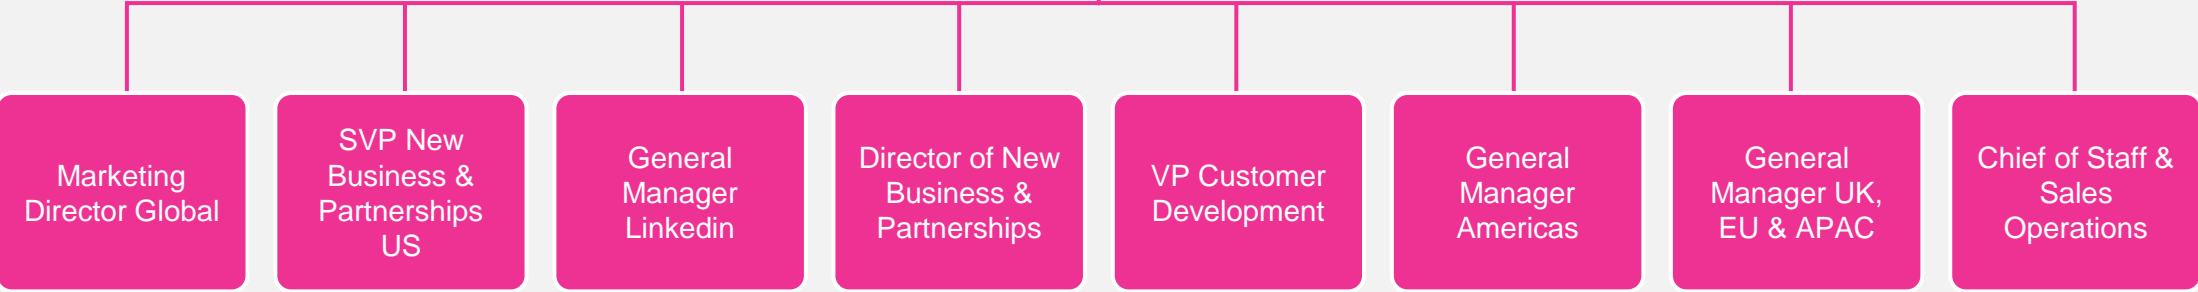 Marketing
Director Global
SVP New
Business &
Partnerships
US
General
Manager
Linkedin
Director of New
Business &
Partnerships
VP Customer
Development
General
Manager
Americas
General
Manager UK,
EU & APAC
Chief of Staff &
Sales
Operations